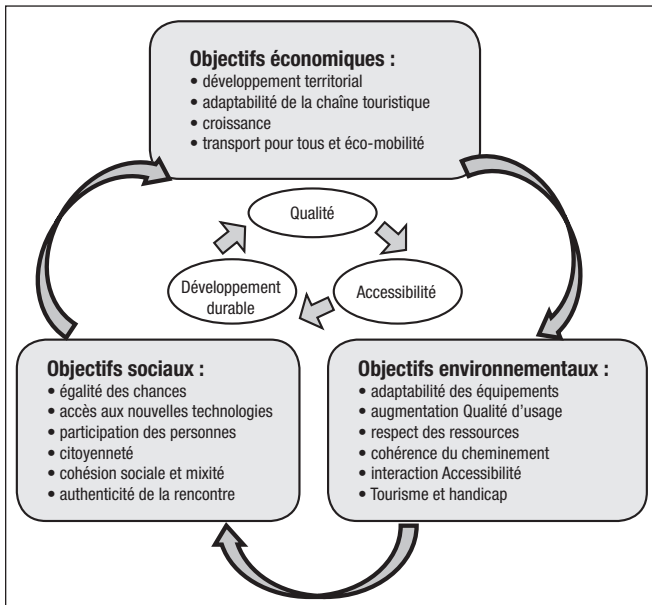 Objectifs économiques :
• développement territorial
• adaptabilité de la chaîne touristique
• croissance
• transport pour tous et éco-mobilité
Qualité
Développement
durable
Accessibilité
Objectifs sociaux :
• égalité des chances
• accès aux nouvelles technologies
• participation des personnes
• citoyenneté
• cohésion sociale et mixité
• authenticité de la rencontre
Objectifs environnementaux :
• adaptabilité des équipements
• augmentation Qualité d'usage
• respect des ressources
• cohérence du cheminement
• interaction Accessibilité
• Tourisme et handicap